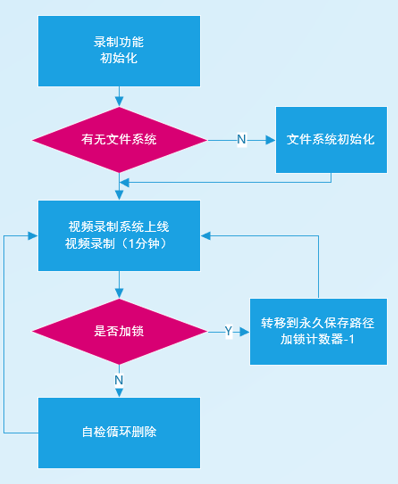 录制功能
初始化
有无文件系统
N
文件系统初始化
视频录制系统上线
视频录制（1分钟）
是否加锁
Y
转移到永久保存路径
加锁计数器-1
N
自检循环删除